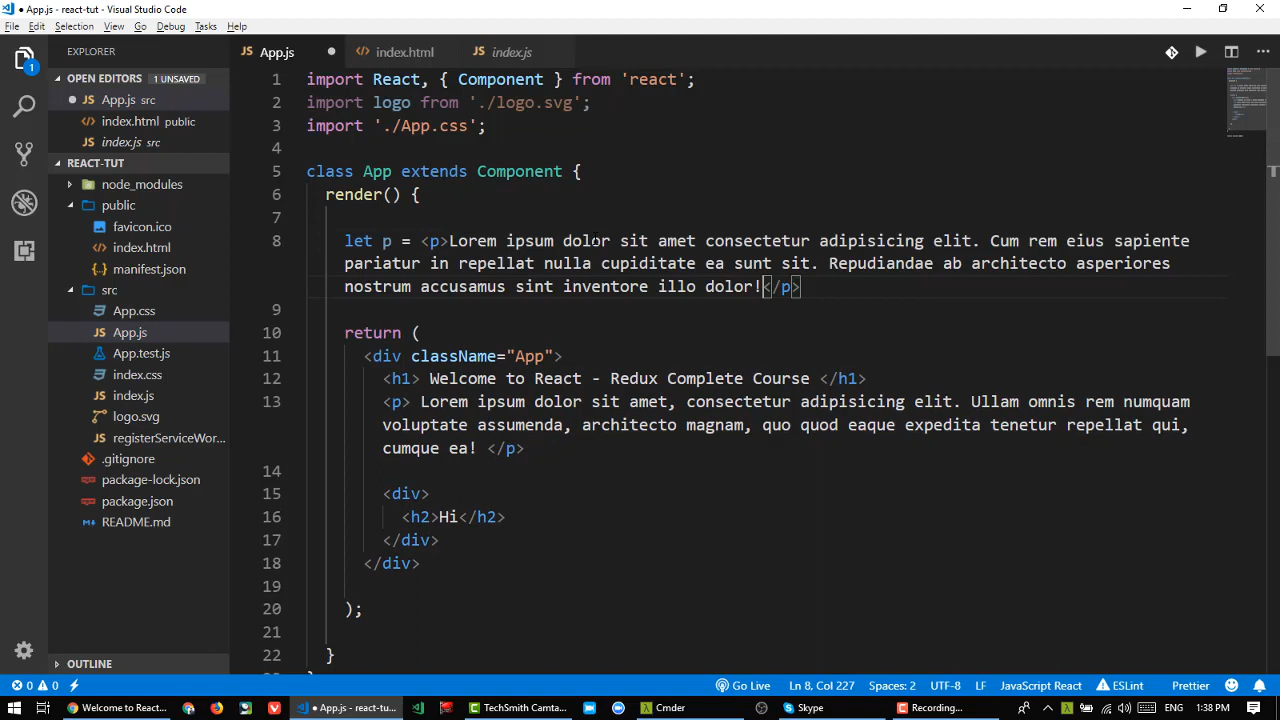 App.js - react-tut - Visual Studio Code
File Edit Selection View Go Debug Tasks Help
EXPLORER
OPEN EDITORS 1 UNSAVED
App.js src
index.html public
index.js src
REACT-TUT
node_modules
public
favicon.ico
index.html
manifest.json
src
App.css
App.js
App.test.js
index.css
index.js
logo.svg
registerServiceWor...
.gitignore
package-lock.json
package.json
README.md
OUTLINE
1
App.js index.html index.js
1 import React, { Component } from 'react';
2 import logo from './logo.svg';
3 import './App.css';
4
5 class App extends Component {
6 render() {
7
8 let p = <p>Lorem ipsum dolor sit amet consectetur adipisicing elit. Cum rem eius sapiente
pariatur in repellat nulla cupiditate ea sunt sit. Repudiandae ab architecto asperiores
nostrum accusamus sint inventore illo dolor!</p>
9
10 return (
11 <div className="App">
12 <h1> Welcome to React - Redux Complete Course </h1>
13 <p> Lorem ipsum dolor sit amet, consectetur adipisicing elit. Ullam omnis rem numquam
voluptate assumenda, architecto magnam, quo quod eaque expedita tenetur repellat qui,
cumque ea! </p>
14
15 <div>
16 <h2>Hi</h2>
17 </div>
18 </div>
19
20 );
21
22 }
0 0 Go Live Ln 8, Col 227 Spaces: 2 UTF-8 LF JavaScript React ESLint Prettier
Welcome to React... ● App.js - react-tu... TechSmith Camta... Cmder Skype Recording... ENG 1:38 PM